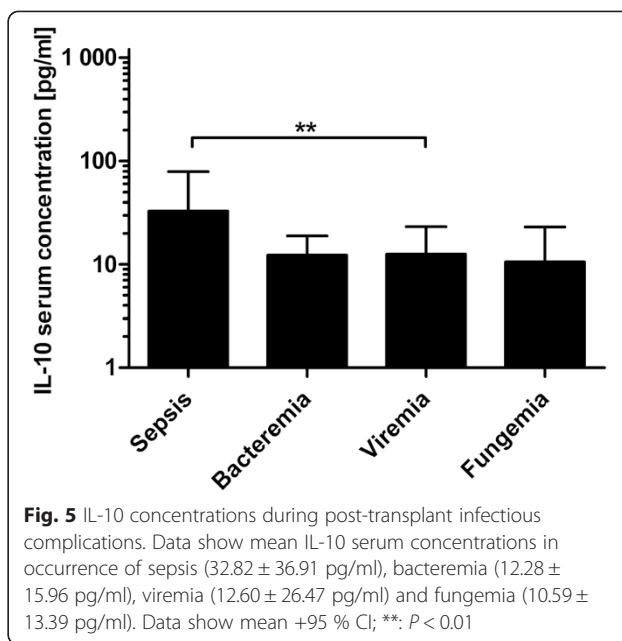 IL-10 serum concentration [pg/ml]
1 000
100
10
1
**
Sepsis
Bacteremia
Viremia
Fungemia
Fig. 5 IL-10 concentrations during post-transplant infectious
complications. Data show mean IL-10 serum concentrations in
occurrence of sepsis (32.82 ± 36.91 pg/ml), bacteremia (12.28 ±
15.96 pg/ml), viremia (12.60 ± 26.47 pg/ml) and fungemia (10.59 ±
13.39 pg/ml). Data show mean +95 % CI; **: P < 0.01